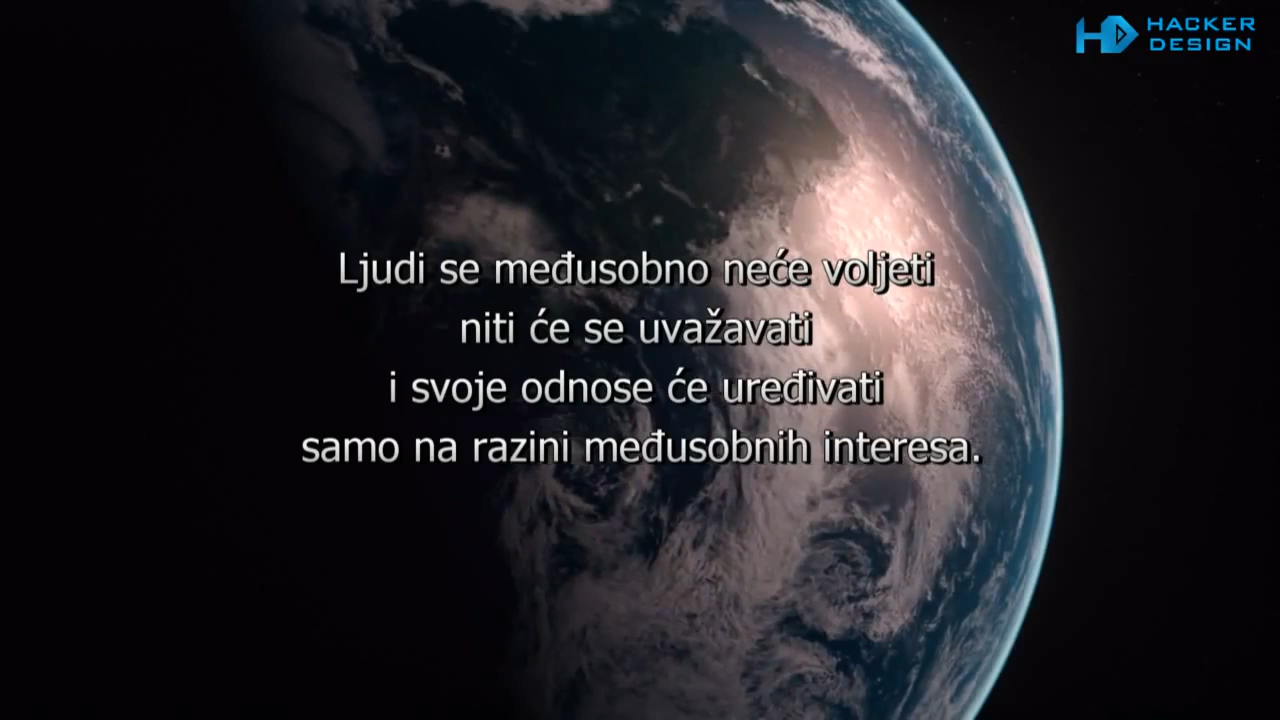 HACKER
DESIGN
Ljudi se međusobno neće voljeti
niti će se uvažavati
i svoje odnose će uređivati
samo na razini međusobnih interesa.